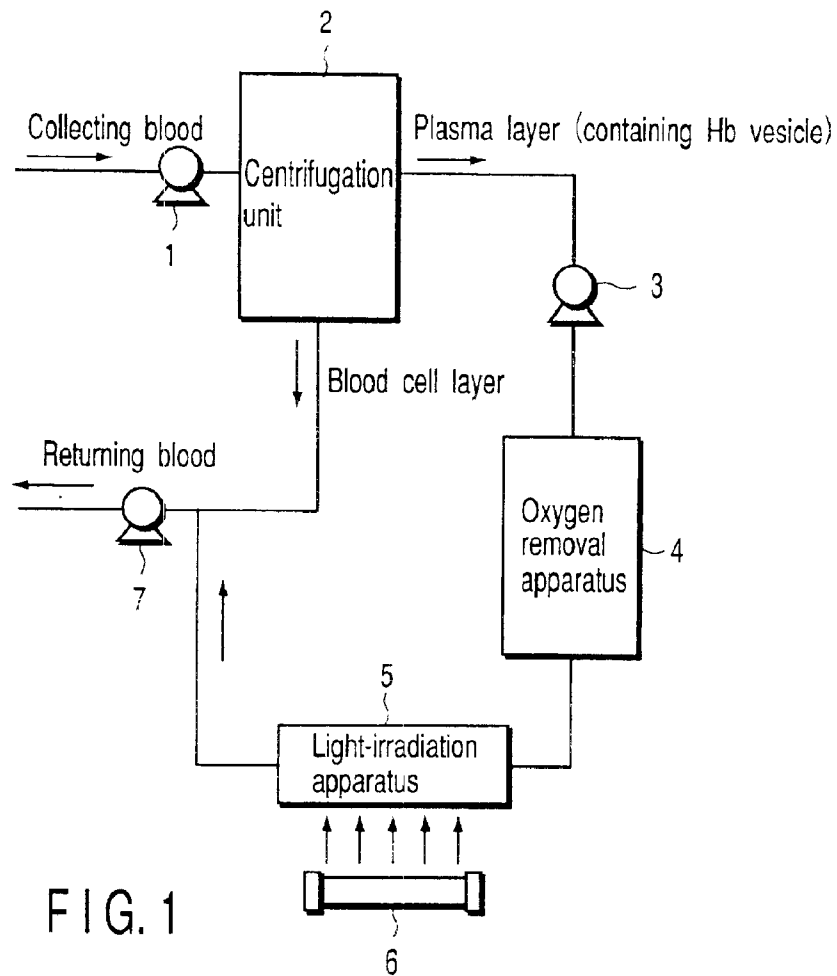 2
Collecting blood
Plasma layer (containing Hb vesicle)
Centrifugation
unit
1
3
Blood cell layer
Returning blood
Oxygen
removal
apparatus
4
7
5
Light-irradiation
apparatus
FIG. 1
6